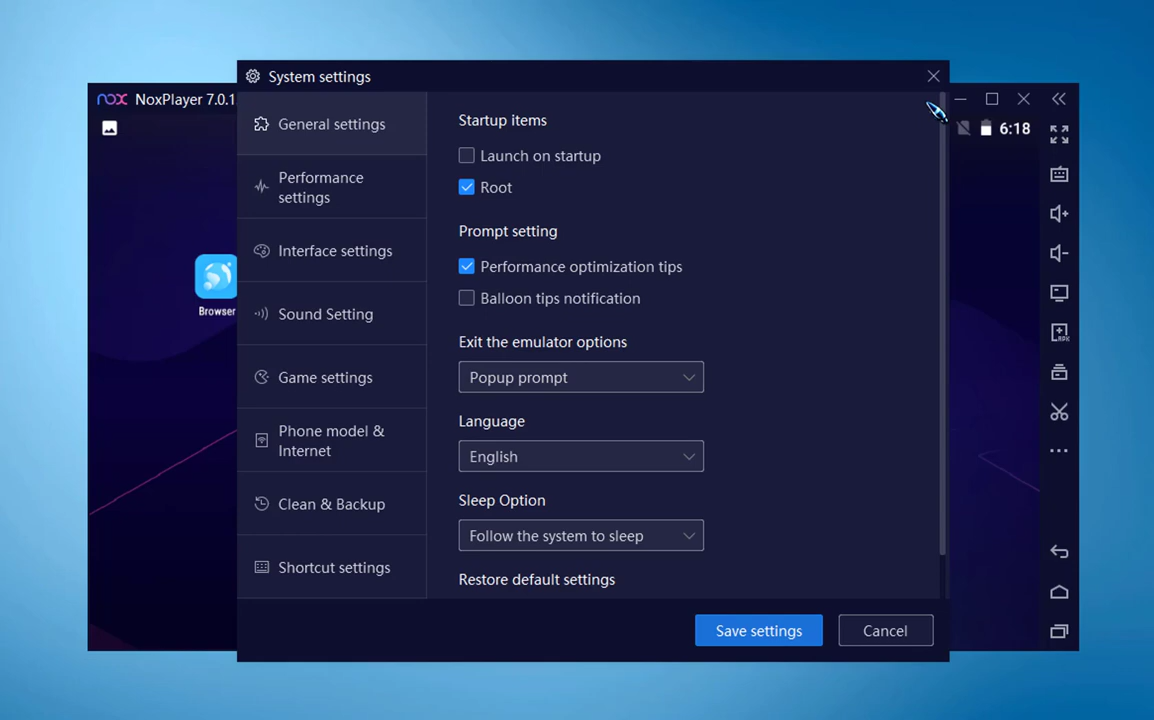 System settings
nox NoxPlayer 7.0.1
6:18
General settings
Performance
settings
Interface settings
Sound Setting
Game settings
Phone model &
Internet
Clean & Backup
Shortcut settings
Startup items
Launch on startup
Root
Prompt setting
Performance optimization tips
Balloon tips notification
Exit the emulator options
Popup prompt
Language
English
Sleep Option
Follow the system to sleep
Restore default settings
Save settings
Cancel
Browser
APK